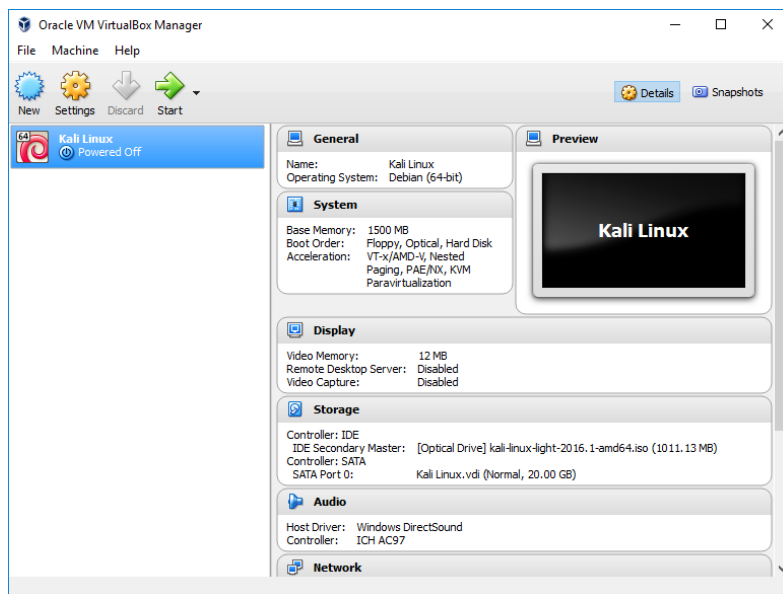 Oracle VM VirtualBox Manager
File Machine Help
New Settings Discard Start
Details Snapshots
64
Kali Linux
Powered Off
General
Name: Kali Linux
Operating System: Debian (64-bit)
System
Base Memory: 1500 MB
Boot Order: Floppy, Optical, Hard Disk
Acceleration: VT-x/AMD-V, Nested
Paging, PAE/NX, KVM
Paravirtualization
Preview
Kali Linux
Display
Video Memory: 12 MB
Remote Desktop Server: Disabled
Video Capture: Disabled
Storage
Controller: IDE
IDE Secondary Master: [Optical Drive] kali-linux-light-2016.1-amd64.iso (1011.13 MB)
Controller: SATA
SATA Port 0: Kali Linux.vdi (Normal, 20.00 GB)
Audio
Host Driver: Windows DirectSound
Controller: ICH AC97
Network